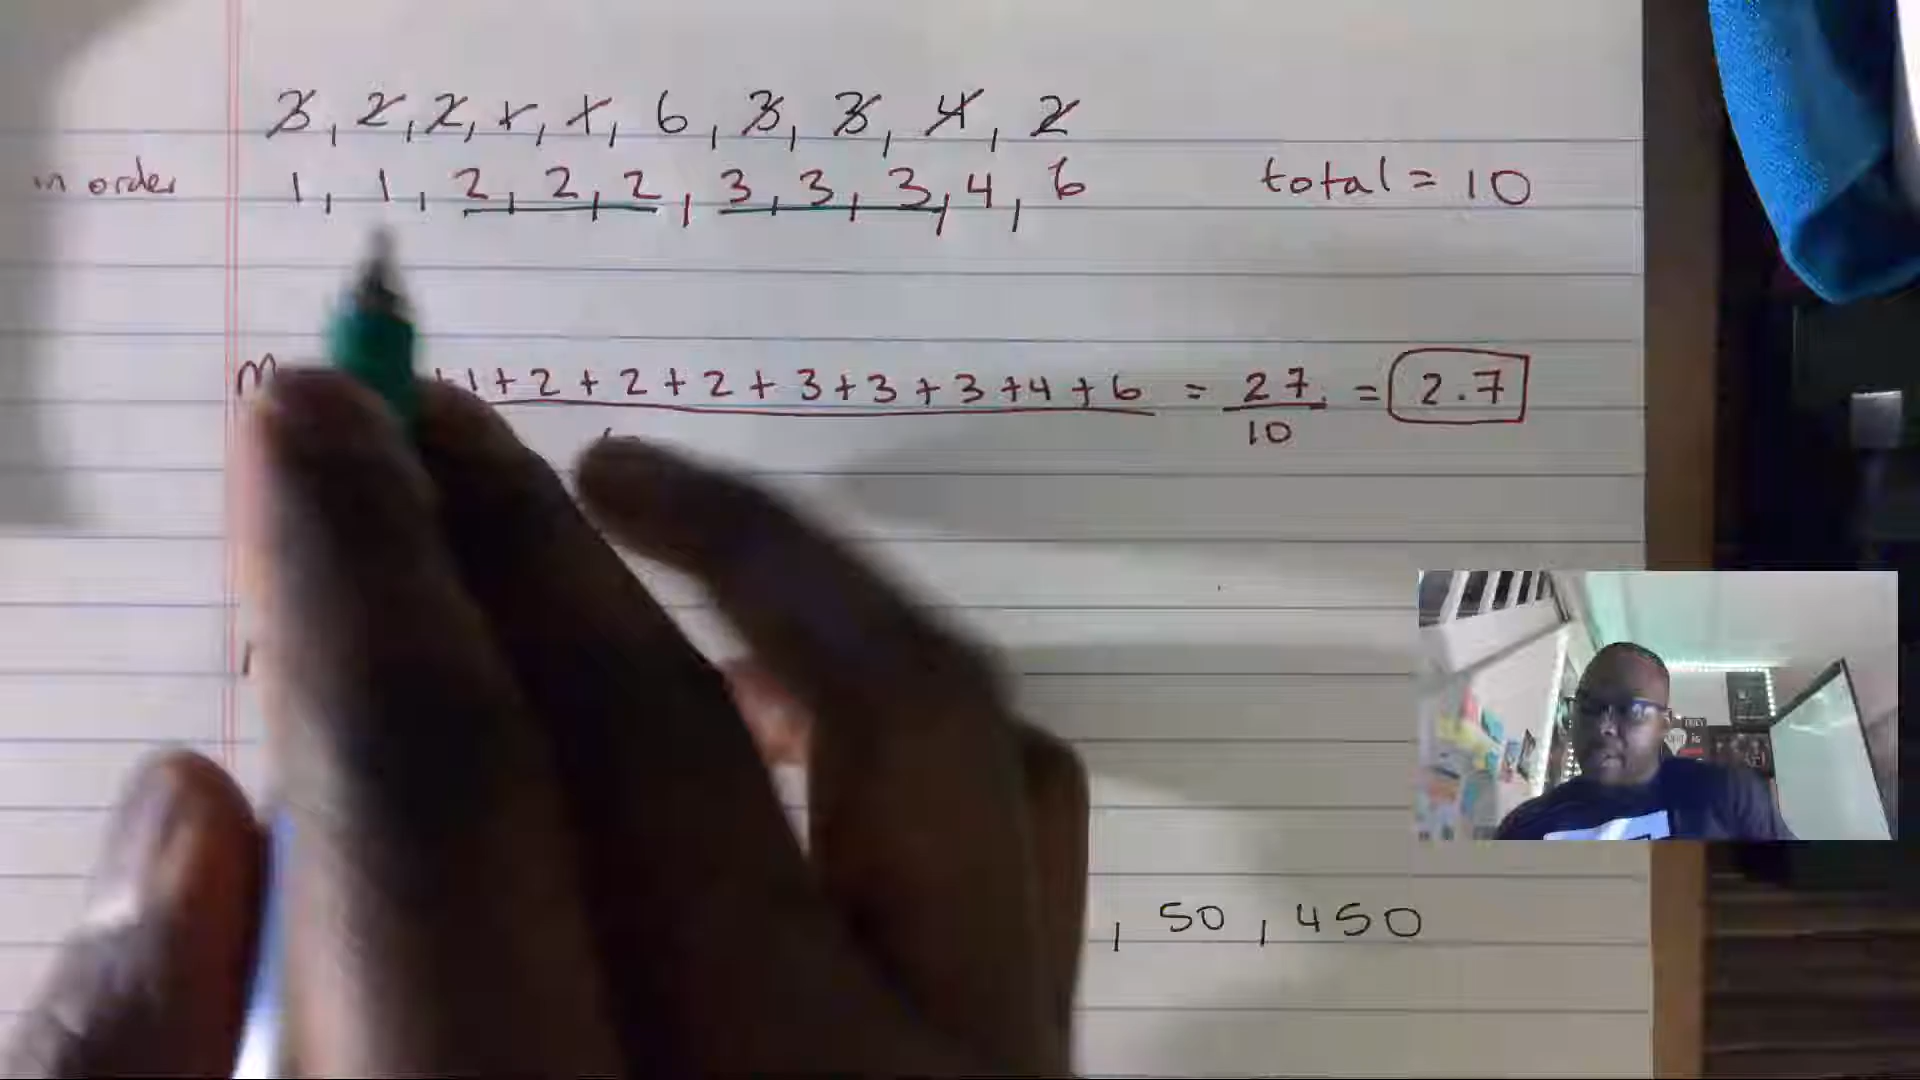 3, 2, 2, 1, 1, 6, 3, 3, 4, 2
in order 1, 1, 2, 2, 2, 3, 3, 3, 4, 6 total = 10
+1+2+2+2+3+3+3+4+6 = 27/10 = 2.7
, 50, 450